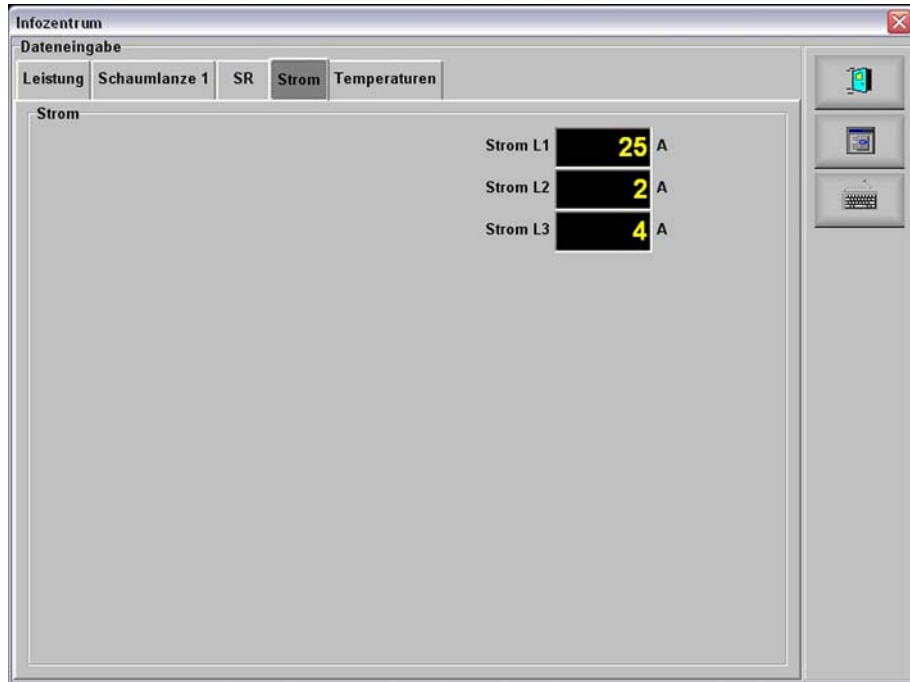 Infozentrum
Dateneingabe
Leistung Schaumlanze 1 SR Strom Temperaturen
Strom
Strom L1 25 A
Strom L2 2 A
Strom L3 4 A